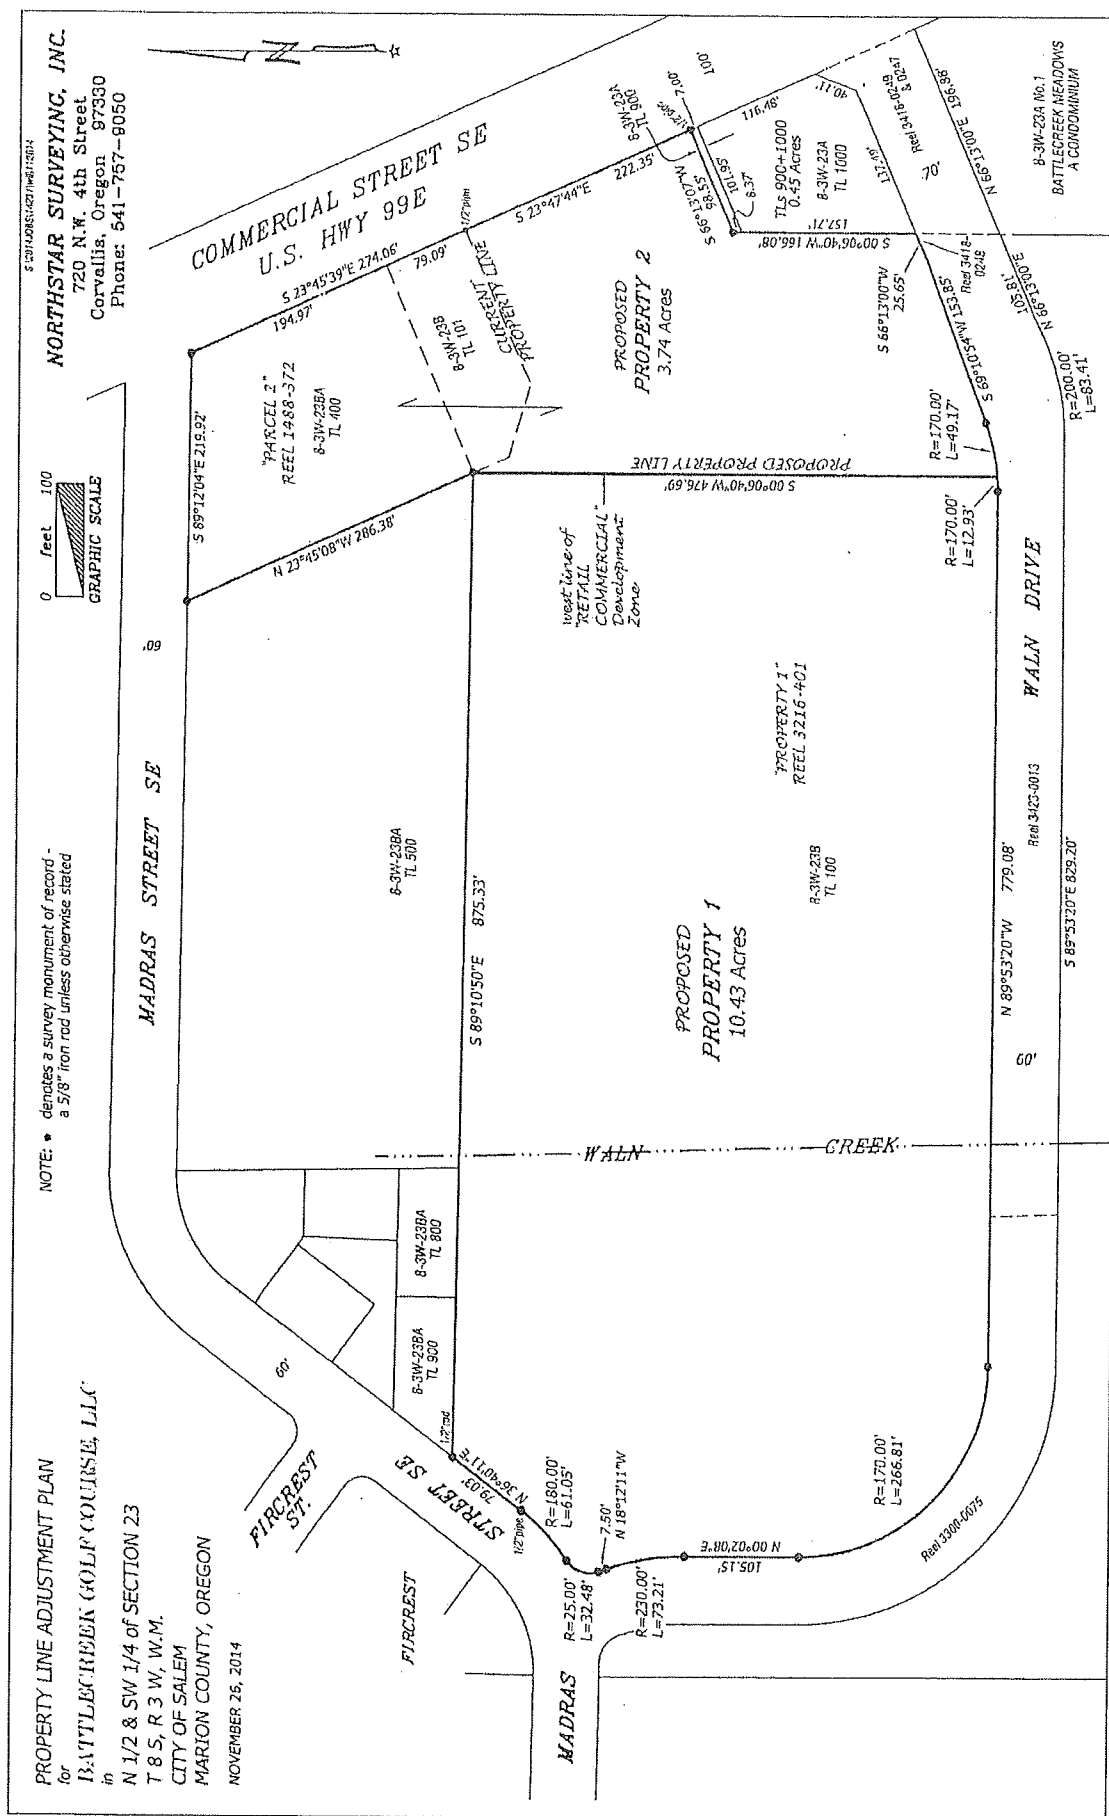 PROPERTY LINE ADJUSTMENT PLAN
for
BATTLECREEK GOLF COURSE, LLC
in
N 1/2 & SW 1/4 of SECTION 23
T 8 S, R 3 W, W.M.
CITY OF SALEM
MARION COUNTY, OREGON
NOVEMBER 26, 2014
NOTE: denotes a survey monument of record -
a 5/8" iron rod unless otherwise stated
0 feet 100
GRAPHIC SCALE
NORTHSTAR SURVEYING, INC.
720 N.W. 4th Street
Corvallis, Oregon 97330
Phone: 541-757-9050
N
MADRAS STREET SE
60'
COMMERCIAL STREET SE
U.S. HWY 99E
S 89°12'04"E 219.92'
S 23°45'39"E 274.06'
194.97'
79.09'
"PARCEL 2"
REEL 1488-372
8-3W-23BA
TL 400
N 23°45'08"W 286.38'
8-3W-23B
TL 101
CURRENT
PROPERTY LINE
1/2"pipe
S 23°47'44"E 222.35'
8-3W-23A
TL 900
1/2"pipe
7.00'
100'
116.48'
40.11'
S 66°13'07"W
98.55'
101.95'
8.37
TLs 900+1000
0.45 Acres
8-3W-23A
TL 1000
157.71'
S 00°06'40"W 166.08'
137.49'
Reel 3418-0249
& 0247
70'
N 66°13'00"E 196.98'
8-3W-23A No.1
BATTLECREEK MEADOWS
A CONDOMINIUM
PROPOSED
PROPERTY 2
3.74 Acres
S 66°13'00"W
25.65'
Reel 3418-
0248
N 66°13'00"E
105.81'
S 69°10'54"W 153.85'
R=200.00'
L=83.41'
R=170.00'
L=49.17'
R=170.00'
L=12.93'
PROPOSED PROPERTY LINE
S 00°06'40"W 476.69'
west line of
"RETAIL
COMMERCIAL"
Development
Zone
8-3W-23BA
TL 500
S 89°10'50"E 875.33'
"PROPERTY 1"
REEL 3216-401
8-3W-23B
TL 100
PROPOSED
PROPERTY 1
10.43 Acres
WALN CREEK
8-3W-23BA
TL 800
8-3W-23BA
TL 900
60'
FIRCREST
ST.
STREET SE
1/2"rod
N 36°40'11"E
79.03'
1/2"pipe
R=180.00'
L=61.05'
7.50'
N 18°12'11"W
R=25.00'
L=32.48'
R=230.00'
L=73.21'
FIRCREST
MADRAS
N 00°02'08"E
105.15'
R=170.00'
L=266.81'
Reel 3300-0075
N 89°53'20"W 779.08'
60'
Reel 3423-0013
WALN DRIVE
S 89°53'20"E 829.20'